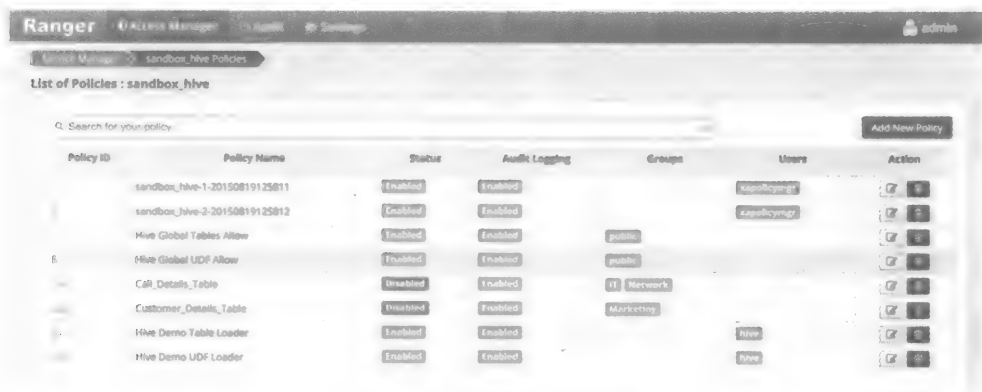 Ranger Access Manager Audit Settings admin
Service Manager sandbox_hive Policies
List of Policies : sandbox_hive
Search for your policy
Add New Policy
Policy ID Policy Name Status Audit Logging Groups Users Action
sandbox_hive-1-20150819125811 Enabled Enabled xapolicymgr
sandbox_hive-2-20150819125812 Enabled Enabled xapolicymgr
Hive Global Tables Allow Enabled Enabled public
Hive Global UDF Allow Enabled Enabled public
Call_Details_Table Disabled Enabled IT Network
Customer_Details_Table Disabled Enabled Marketing
Hive Demo Table Loader Enabled Enabled hive
Hive Demo UDF Loader Enabled Enabled hive